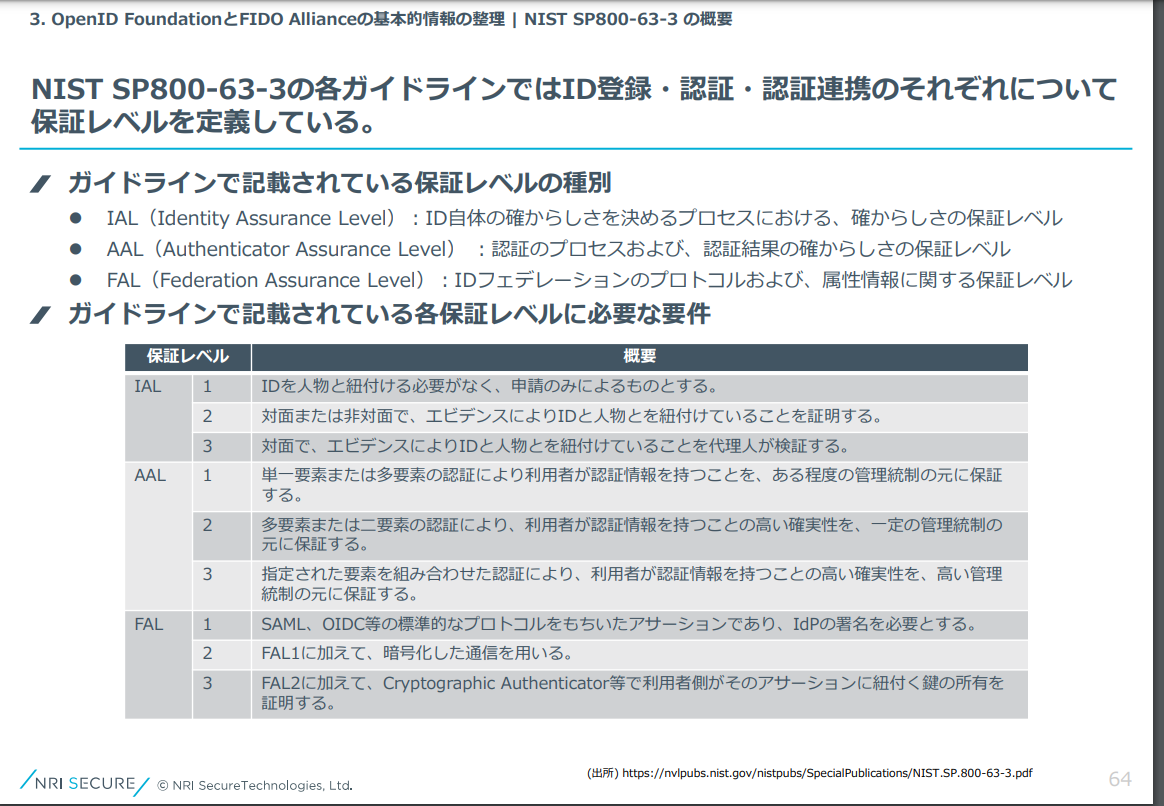 3. OpenID FoundationとFIDO Allianceの基本的情報の整理 | NIST SP800-63-3 の概要
NIST SP800-63-3の各ガイドラインではID登録・認証・認証連携のそれぞれについて
保証レベルを定義している。
ガイドラインで記載されている保証レベルの種別
● IAL（Identity Assurance Level）：ID自体の確からしさを決めるプロセスにおける、確からしさの保証レベル
● AAL（Authenticator Assurance Level） ：認証のプロセスおよび、認証結果の確からしさの保証レベル
● FAL（Federation Assurance Level）：IDフェデレーションのプロトコルおよび、属性情報に関する保証レベル
ガイドラインで記載されている各保証レベルに必要な要件
保証レベル 概要
IAL 1 IDを人物と紐付ける必要がなく、申請のみによるものとする。
2 対面または非対面で、エビデンスによりIDと人物とを紐付けていることを証明する。
3 対面で、エビデンスによりIDと人物とを紐付けていることを代理人が検証する。
AAL 1 単一要素または多要素の認証により利用者が認証情報を持つことを、ある程度の管理統制の元に保証
する。
2 多要素または二要素の認証により、利用者が認証情報を持つことの高い確実性を、一定の管理統制の
元に保証する。
3 指定された要素を組み合わせた認証により、利用者が認証情報を持つことの高い確実性を、高い管理
統制の元に保証する。
FAL 1 SAML、OIDC等の標準的なプロトコルをもちいたアサーションであり、IdPの署名を必要とする。
2 FAL1に加えて、暗号化した通信を用いる。
3 FAL2に加えて、Cryptographic Authenticator等で利用者側がそのアサーションに紐付く鍵の所有を
証明する。
(出所) https://nvlpubs.nist.gov/nistpubs/SpecialPublications/NIST.SP.800-63-3.pdf
NRI SECURE © NRI SecureTechnologies, Ltd.
64